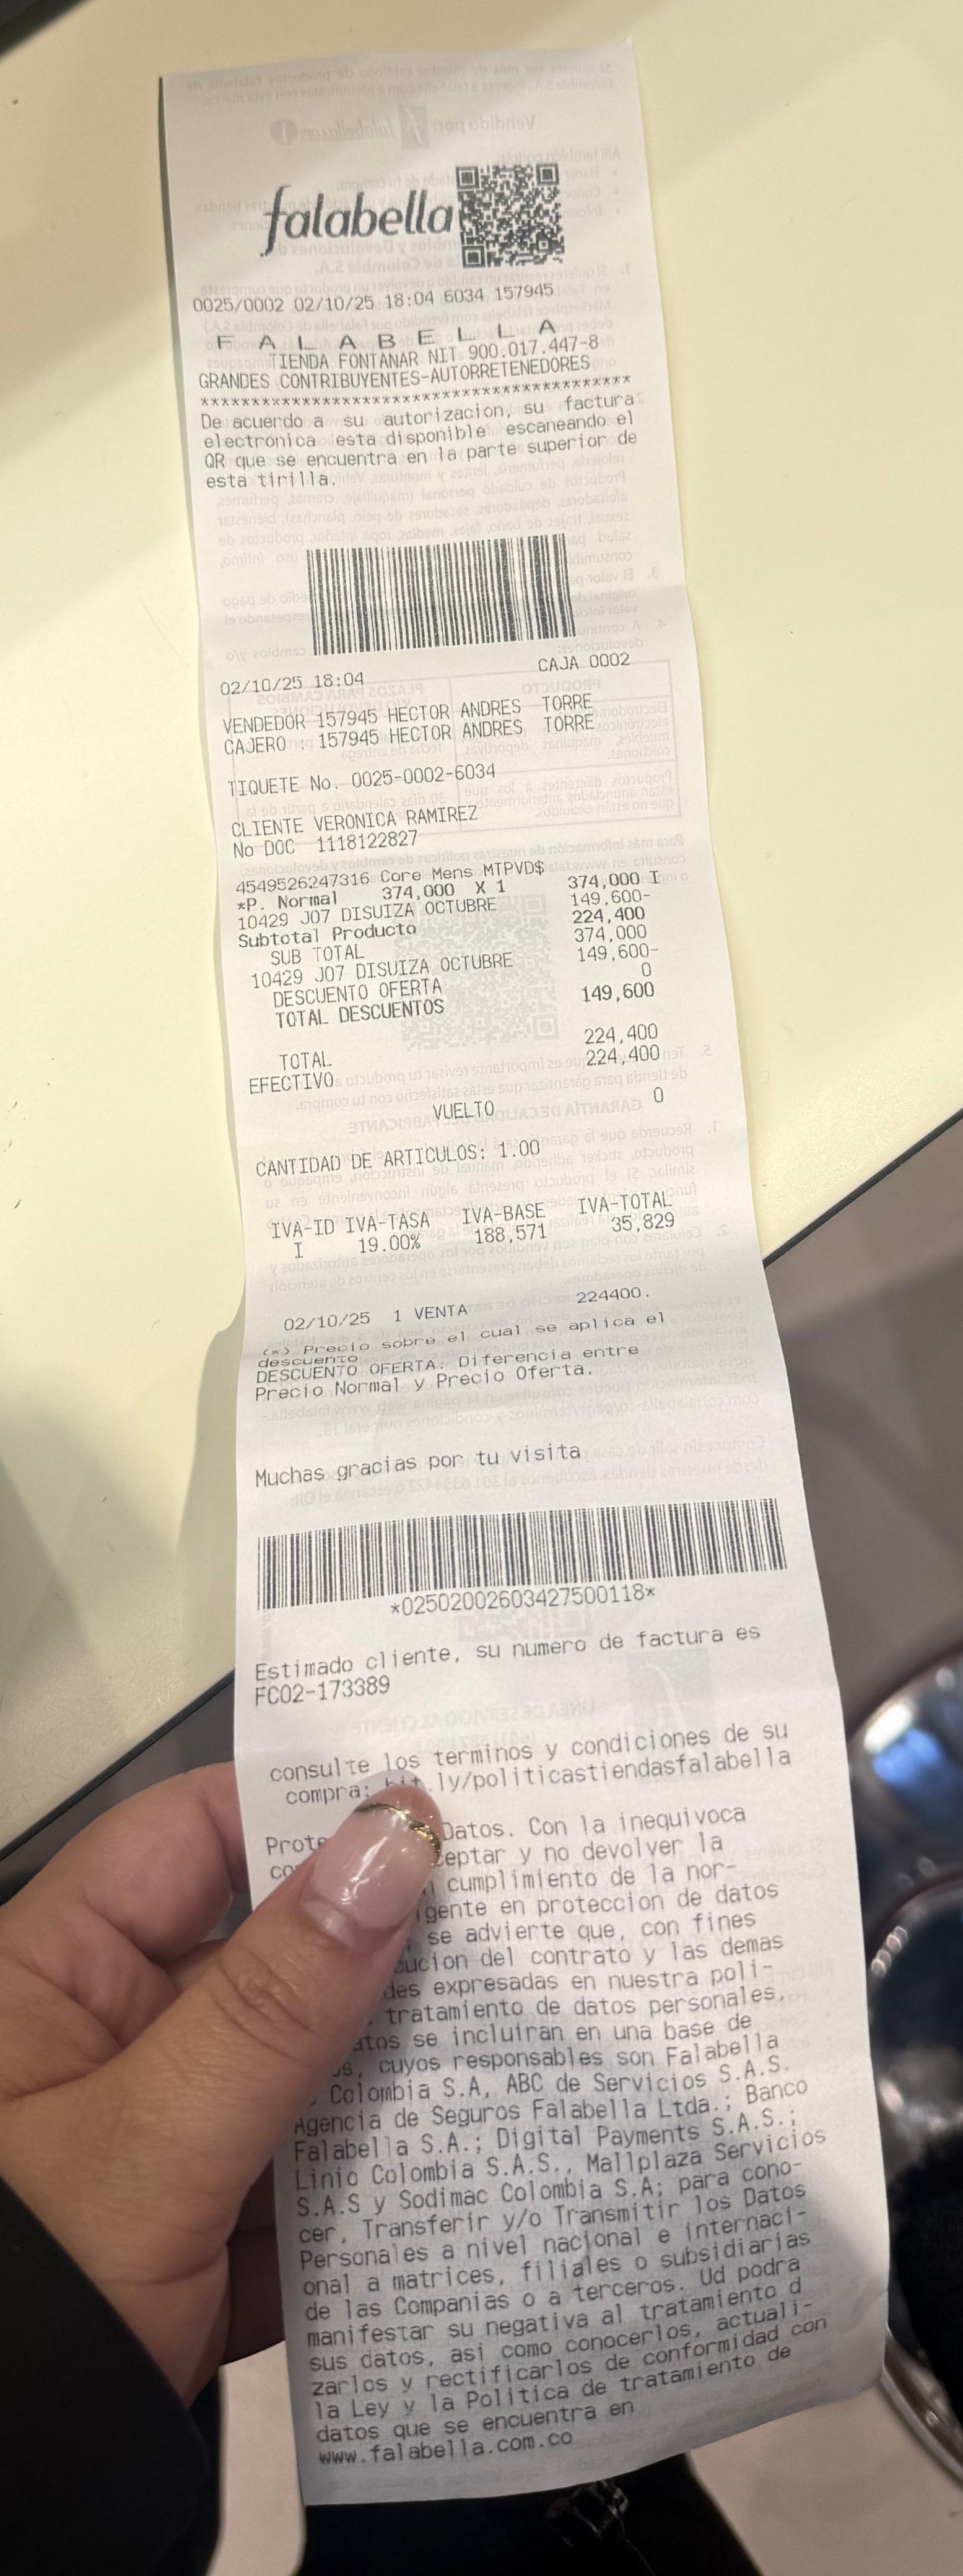 falabella
0025/0002 02/10/25 18:04 6034 157945
F A L A B E L L A
TIENDA FONTANAR NIT 900.017.447-8
GRANDES CONTRIBUYENTES-AUTORRETENEDORES
******************************************
De acuerdo a su autorizacion, su factura
electronica esta disponible escaneando el
QR que se encuentra en la parte superior de
esta tirilla.
02/10/25 18:04 CAJA 0002
VENDEDOR 157945 HECTOR ANDRES TORRE
CAJERO : 157945 HECTOR ANDRES TORRE
TIQUETE No. 0025-0002-6034
CLIENTE VERONICA RAMIREZ
No DOC 1118122827
4549526247316 Core Mens MTPVD$
*P. Normal 374,000 X 1 374,000 I
10429 J07 DISUIZA OCTUBRE 149,600-
Subtotal Producto 224,400
SUB TOTAL 374,000
10429 J07 DISUIZA OCTUBRE 149,600-
DESCUENTO OFERTA 0
TOTAL DESCUENTOS 149,600
TOTAL 224,400
EFECTIVO 224,400
VUELTO 0
CANTIDAD DE ARTICULOS: 1.00
IVA-ID IVA-TASA IVA-BASE IVA-TOTAL
I 19.00% 188,571 35,829
02/10/25 1 VENTA 224400.
(*) Precio sobre el cual se aplica el
descuento
DESCUENTO OFERTA: Diferencia entre
Precio Normal y Precio Oferta.
Muchas gracias por tu visita
*02502002603427500118*
Estimado cliente, su numero de factura es
FC02-173389
consulte los terminos y condiciones de su
compra: bit.ly/politicastiendasfalabella
Datos. Con la inequivoca
y no devolver la
cumplimiento de la nor-
en proteccion de datos
se advierte que, con fines
del contrato y las demas
expresadas en nuestra poli-
tratamiento de datos personales,
se incluiran en una base de
cuyos responsables son Falabella
Colombia S.A, ABC de Servicios S.A.S.
Agencia de Seguros Falabella Ltda.; Banco
Falabella S.A.; Digital Payments S.A.S.;
Linio Colombia S.A.S., Mallplaza Servicios
S.A.S y Sodimac Colombia S.A; para cono-
cer, Transferir y/o Transmitir los Datos
Personales a nivel nacional e internaci-
onal a matrices, filiales o subsidiarias
de las Companias o a terceros. Ud podra
manifestar su negativa al tratamiento d
sus datos, asi como conocerlos, actuali-
zarlos y rectificarlos de conformidad con
la Ley y la Politica de tratamiento de
datos que se encuentra en
www.falabella.com.co